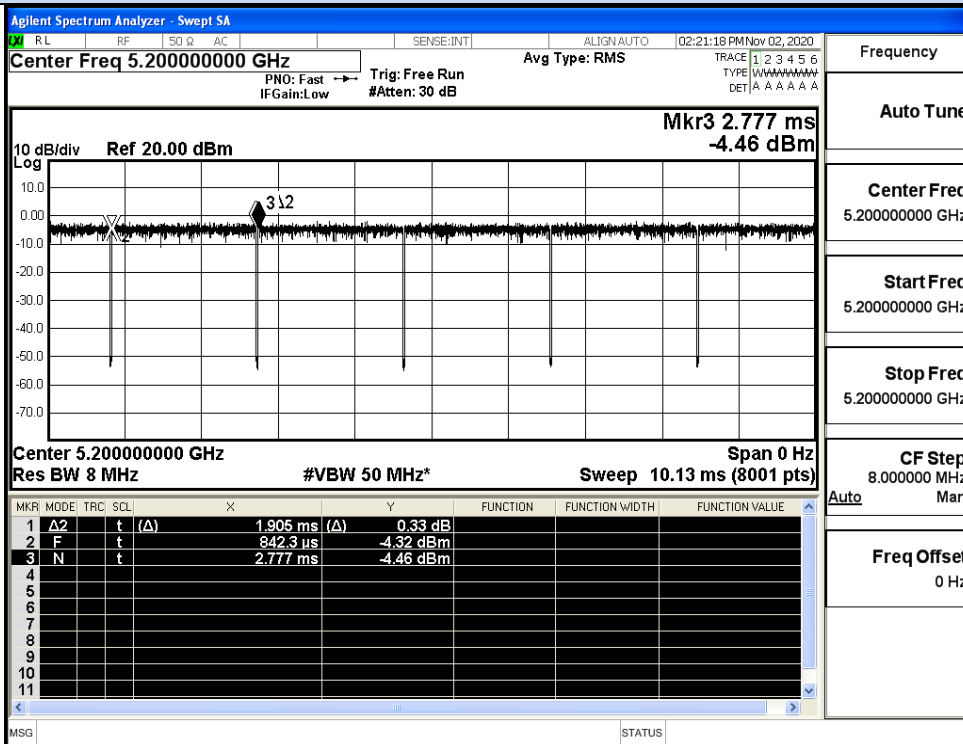 Agilent Spectrum Analyzer - Swept SA
LXI RL RF 50 Ω AC SENSE:INT ALIGN AUTO 02:21:18 PM Nov 02, 2020
Center Freq 5.200000000 GHz
PNO: Fast
IFGain:Low
Trig: Free Run
#Atten: 30 dB
Avg Type: RMS
TRACE 1 2 3 4 5 6
TYPE WWWWWW
DET A A A A A A
Mkr3 2.777 ms
-4.46 dBm
10 dB/div Ref 20.00 dBm
Log
10.0
0.00
-10.0
-20.0
-30.0
-40.0
-50.0
-60.0
-70.0
3Δ2
2
Center 5.200000000 GHz Span 0 Hz
Res BW 8 MHz #VBW 50 MHz* Sweep 10.13 ms (8001 pts)
MKR MODE TRC SCL X Y FUNCTION FUNCTION WIDTH FUNCTION VALUE
1 Δ2 t (Δ) 1.905 ms (Δ) 0.33 dB
2 F t 842.3 µs -4.32 dBm
3 N t 2.777 ms -4.46 dBm
4
5
6
7
8
9
10
11
MSG STATUS
Frequency
Auto Tune
Center Freq
5.200000000 GHz
Start Freq
5.200000000 GHz
Stop Freq
5.200000000 GHz
CF Step
8.000000 MHz
Auto Man
Freq Offset
0 Hz